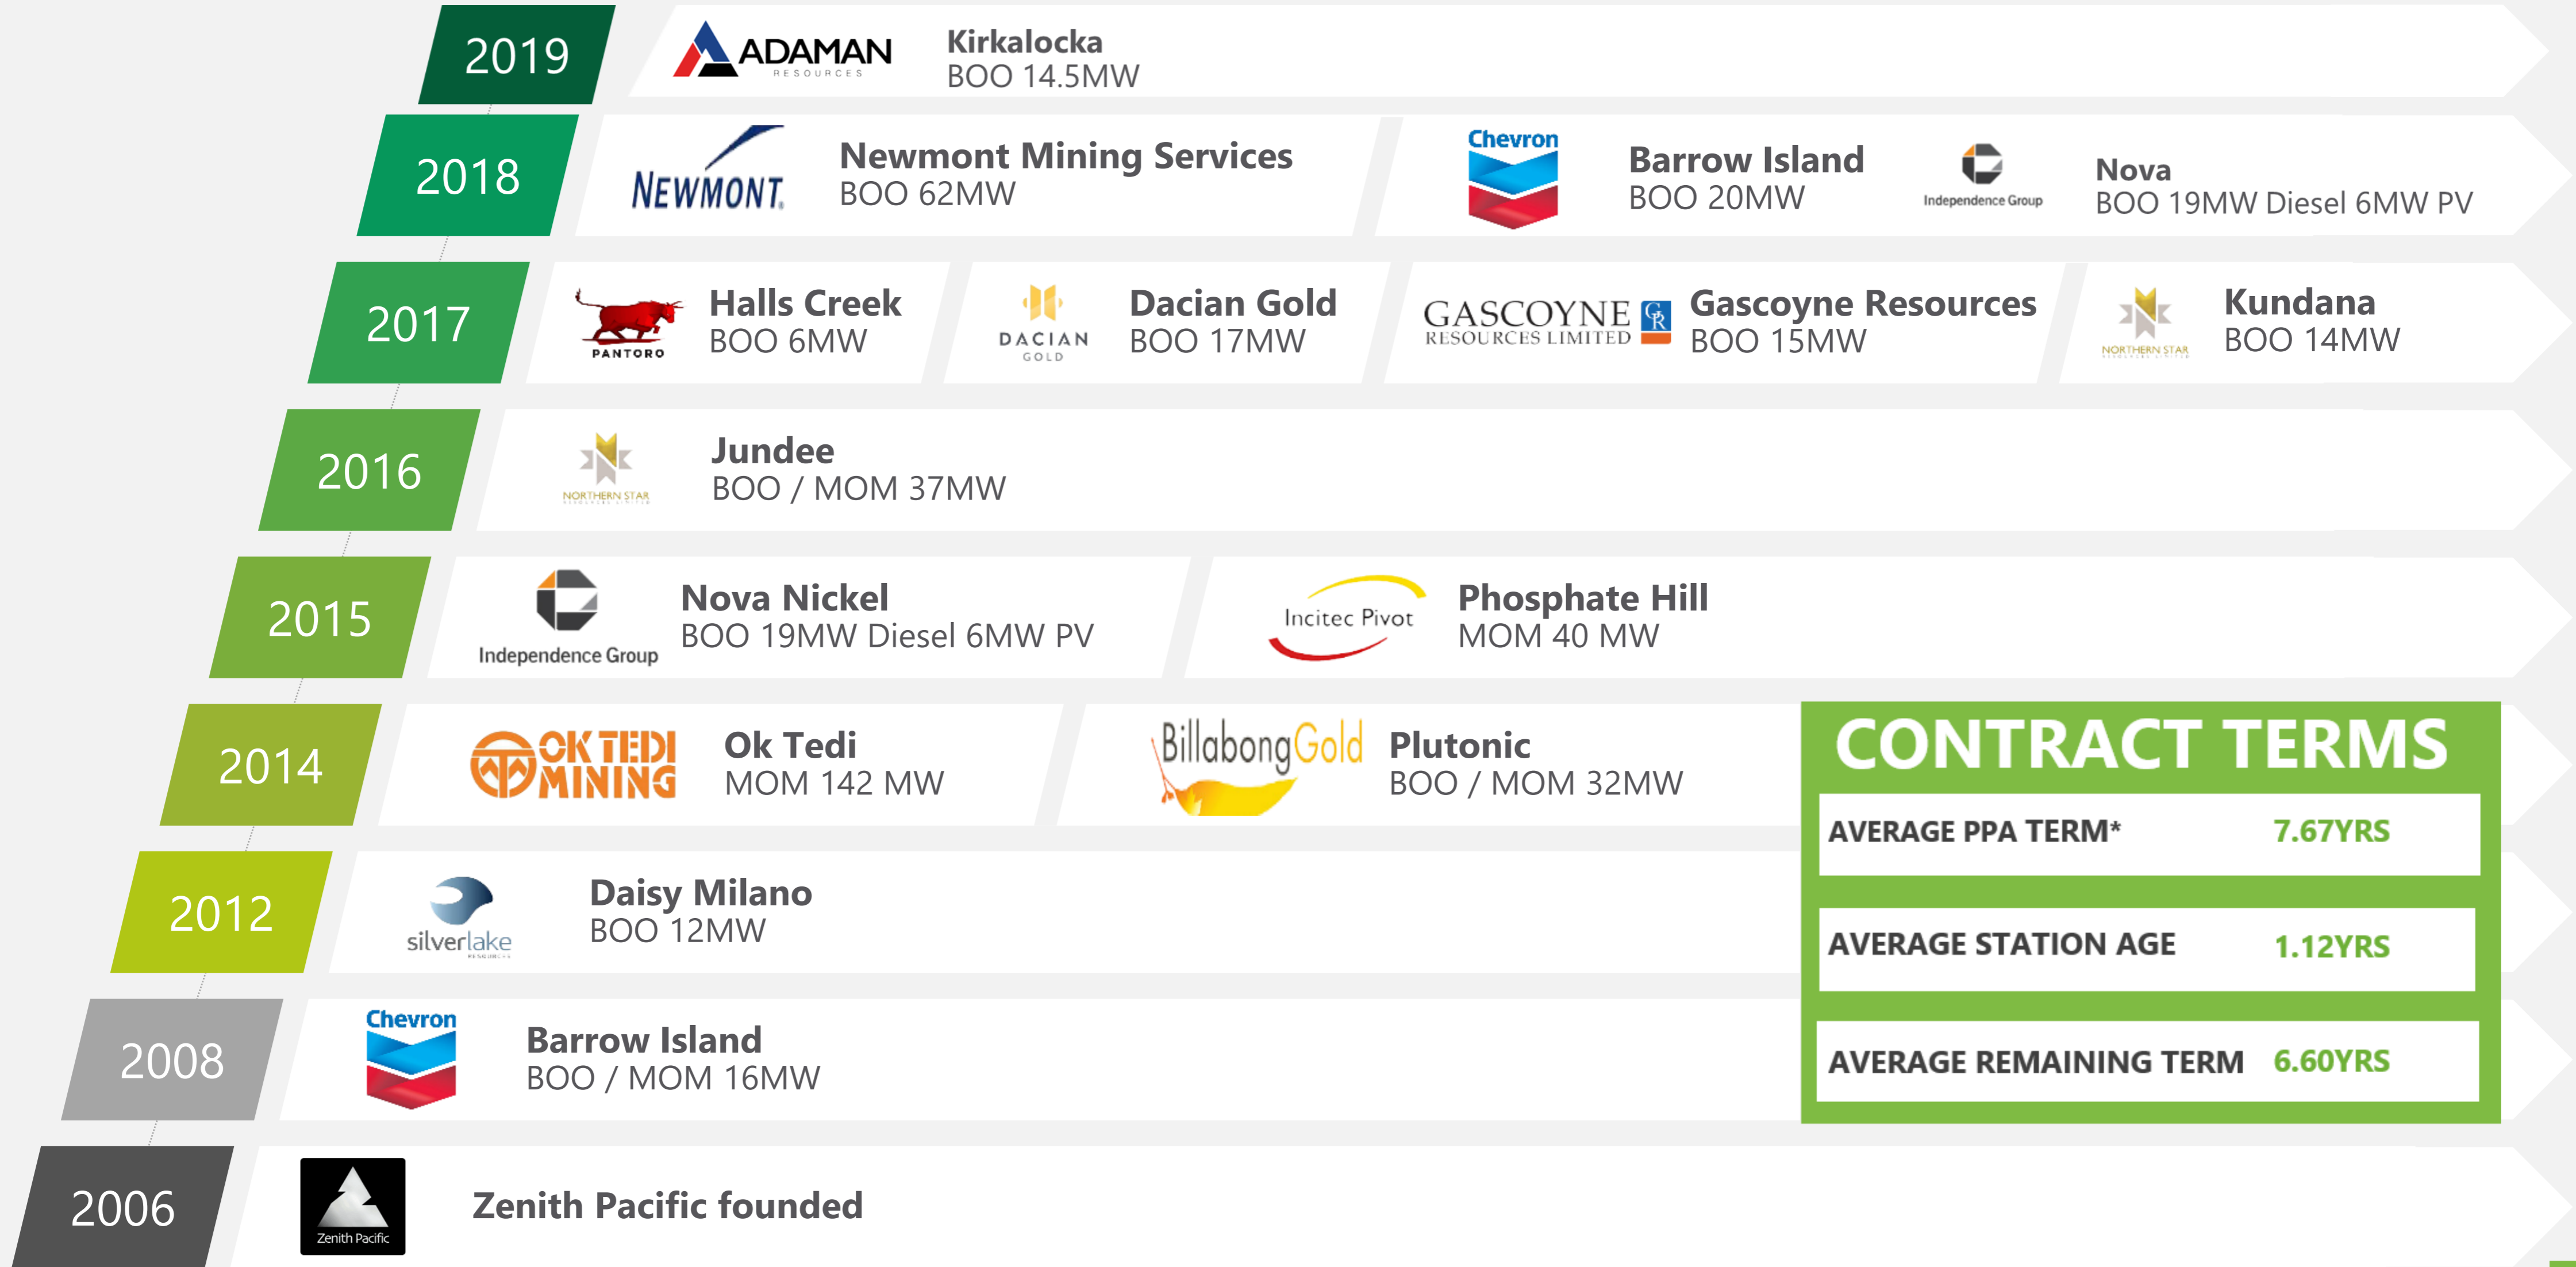 2019
ADAMAN
RESOURCES
Kirkalocka
BOO 14.5MW
2018
NEWMONT.
Newmont Mining Services
BOO 62MW
Chevron
Barrow Island
BOO 20MW
Independence Group
Nova
BOO 19MW Diesel 6MW PV
2017
PANTORO
Halls Creek
BOO 6MW
DACIAN
GOLD
Dacian Gold
BOO 17MW
GASCOYNE
RESOURCES LIMITED
GR
Gascoyne Resources
BOO 15MW
NORTHERN STAR
Kundana
BOO 14MW
2016
NORTHERN STAR
Jundee
BOO / MOM 37MW
2015
Independence Group
Nova Nickel
BOO 19MW Diesel 6MW PV
Incitec Pivot
Phosphate Hill
MOM 40 MW
2014
OK TEDI
MINING
Ok Tedi
MOM 142 MW
BillabongGold
Plutonic
BOO / MOM 32MW
CONTRACT TERMS
AVERAGE PPA TERM* 7.67YRS
AVERAGE STATION AGE 1.12YRS
AVERAGE REMAINING TERM 6.60YRS
2012
silverlake
RESOURCES
Daisy Milano
BOO 12MW
2008
Chevron
Barrow Island
BOO / MOM 16MW
2006
Zenith Pacific
Zenith Pacific founded